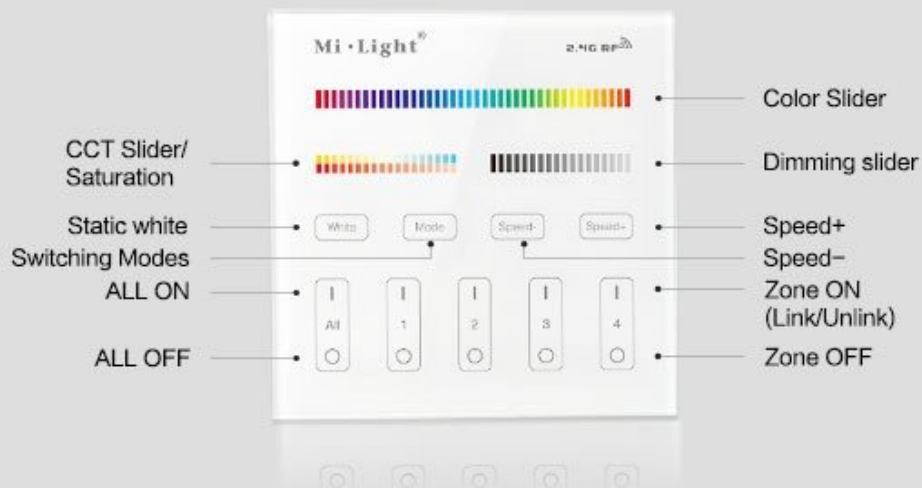 Mi·Light®
2.4G RF
Color Slider
CCT Slider/
Saturation
Dimming slider
Static white
White
Mode
Speed-
Speed+
Speed+
Switching Modes
Speed−
ALL ON
Zone ON
(Link/Unlink)
All
1
2
3
4
ALL OFF
Zone OFF